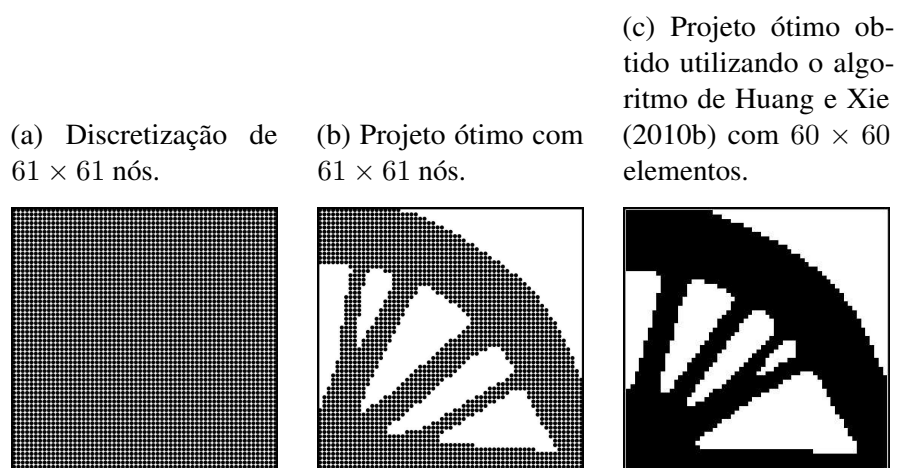 (a) Discretização de
61 × 61 nós.
(b) Projeto ótimo com
61 × 61 nós.
(c) Projeto ótimo ob-
tido utilizando o algo-
ritmo de Huang e Xie
(2010b) com 60 × 60
elementos.